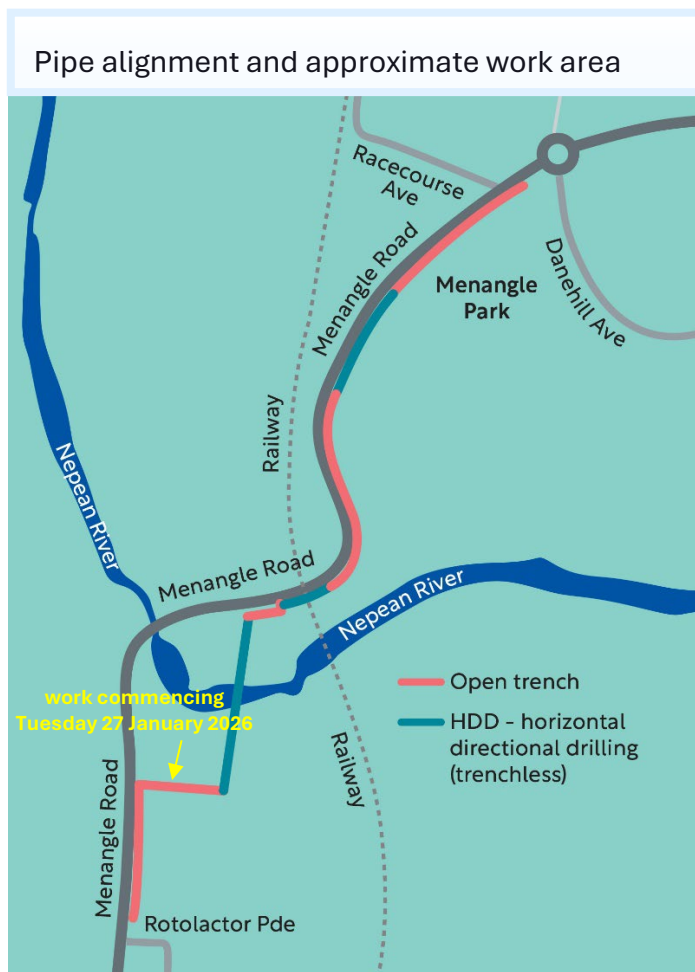 Pipe alignment and approximate work area
Racecourse
Ave
Menangle Road
Menangle
Park
Danehill Ave
Railway
Nepean
River
Menangle Road
Nepean River
work commencing
Tuesday 27 January 2026
Open trench
HDD - horizontal
directional drilling
(trenchless)
Railway
Menangle Road
Rotolactor Pde